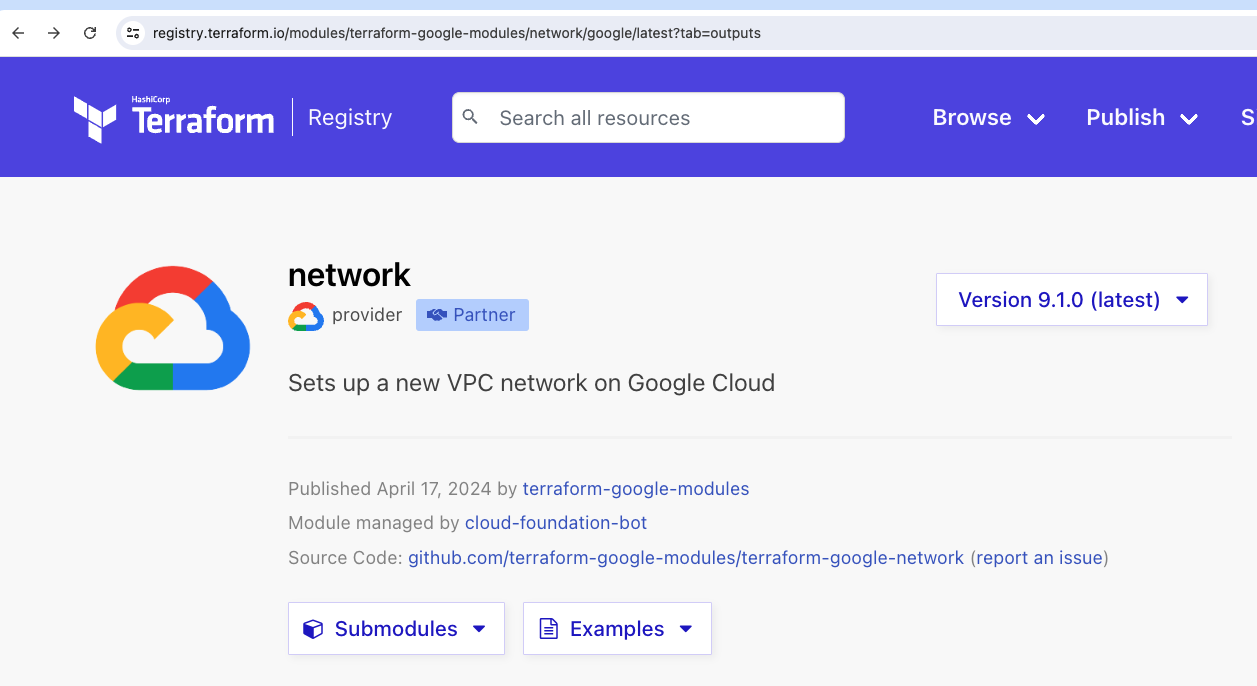 registry.terraform.io/modules/terraform-google-modules/network/google/latest?tab=outputs
HashiCorp
Terraform
Registry
Search all resources
Browse
Publish
S
network
provider
Partner
Version 9.1.0 (latest)
Sets up a new VPC network on Google Cloud
Published April 17, 2024 by terraform-google-modules
Module managed by cloud-foundation-bot
Source Code: github.com/terraform-google-modules/terraform-google-network (report an issue)
Submodules
Examples